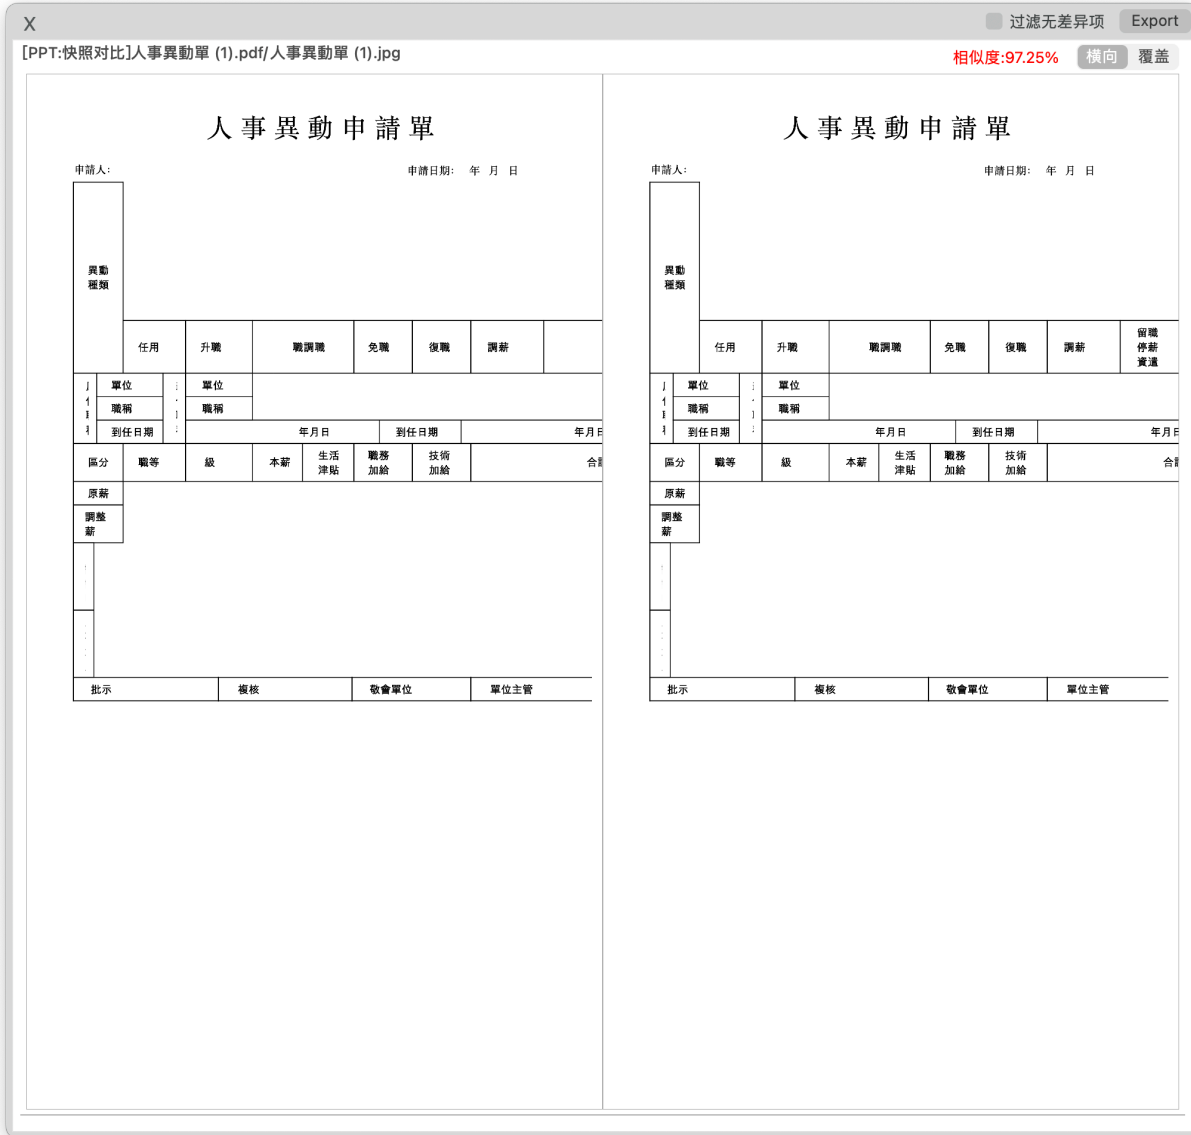 X
过滤无差异项 Export
[PPT:快照对比]人事異動單 (1).pdf/人事異動單 (1).jpg
相似度:97.25% 横向 覆盖
人事異動申請單
申請人:
申請日期: 年 月 日
異動
種類
任用 升職 職調職 免職 復職 調薪
單位 單位
職稱 職稱
到任日期 年月日 到任日期 年月日
區分 職等 級 本薪 生活津貼 職務加給 技術加給 合
原薪
調整
薪
批示 複核 敬會單位 單位主管
人事異動申請單
申請人:
申請日期: 年 月 日
異動
種類
任用 升職 職調職 免職 復職 調薪 留職停薪資遣
單位 單位
職稱 職稱
到任日期 年月日 到任日期 年月
區分 職等 級 本薪 生活津貼 職務加給 技術加給 合
原薪
調整
薪
批示 複核 敬會單位 單位主管